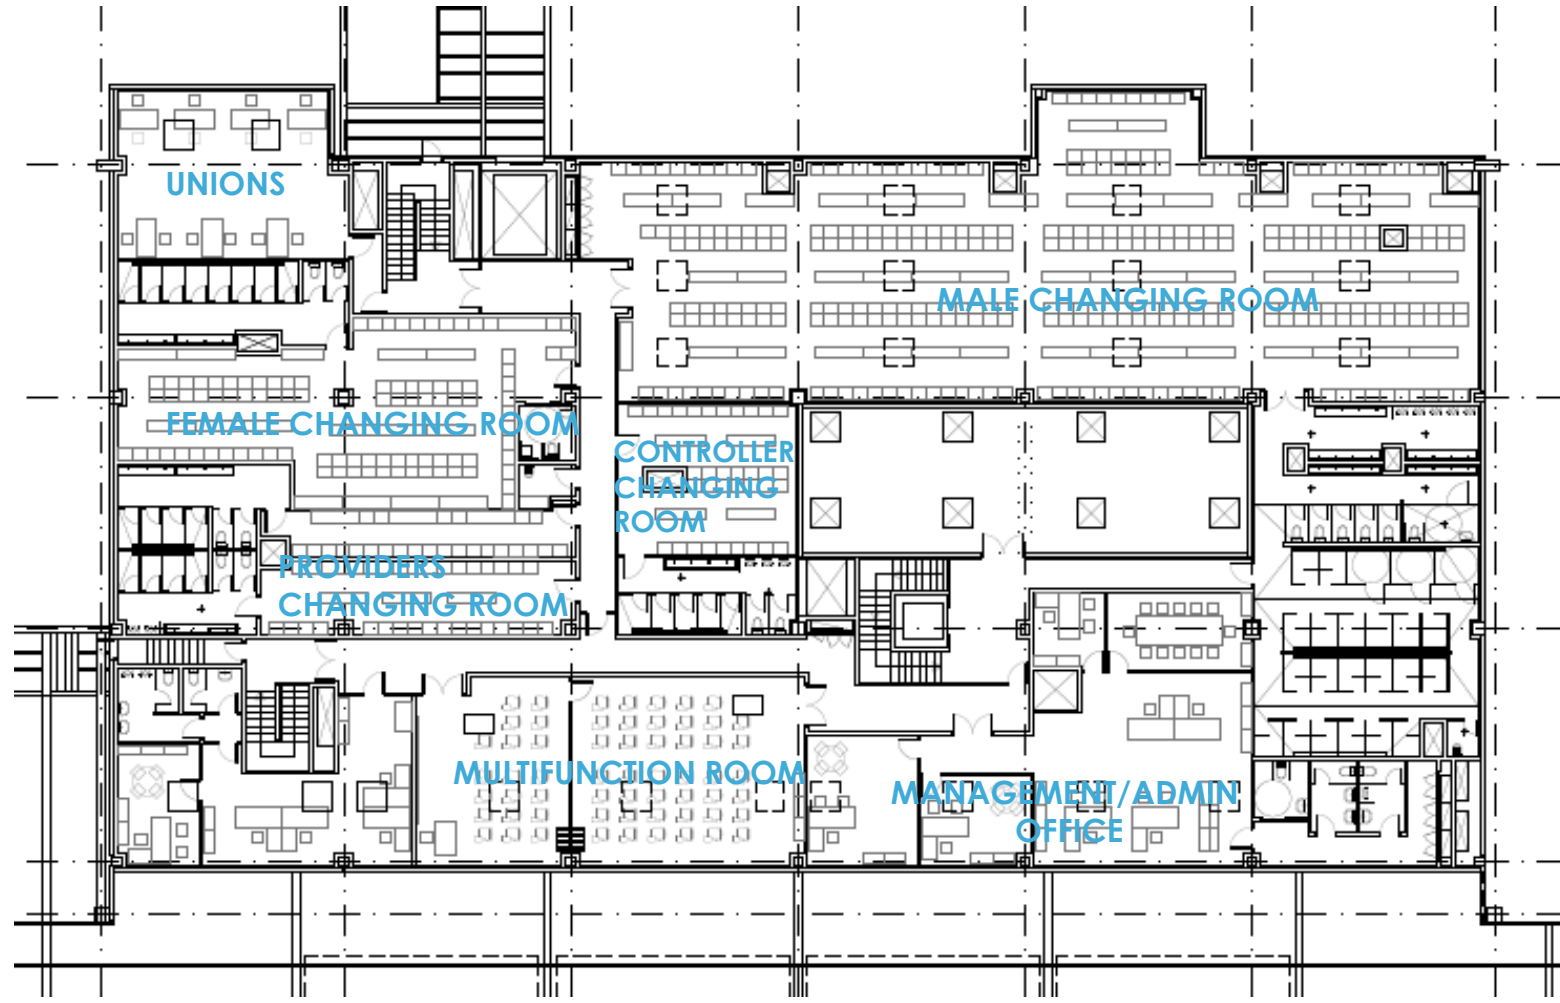 UNIONS
MALE CHANGING ROOM
FEMALE CHANGING ROOM
CONTROLLER
CHANGING
ROOM
PROVIDERS
CHANGING ROOM
MULTIFUNCTION ROOM
MANAGEMENT/ADMIN
OFFICE